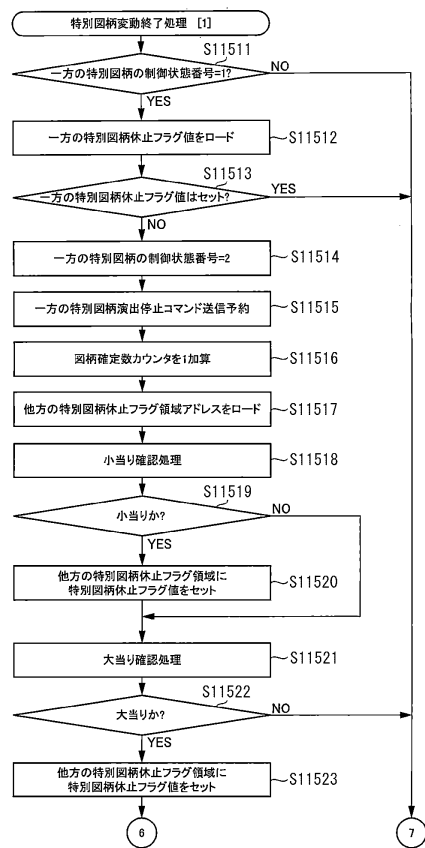 特別図柄変動終了処理 [1]
S11511
一方の特別図柄の制御状態番号=1?
NO
YES
一方の特別図柄休止フラグ値をロード
S11512
S11513
一方の特別図柄休止フラグ値はセット?
YES
NO
一方の特別図柄の制御状態番号=2
S11514
一方の特別図柄演出停止コマンド送信予約
S11515
図柄確定数カウンタを1加算
S11516
他方の特別図柄休止フラグ領域アドレスをロード
S11517
小当り確認処理
S11518
S11519
小当りか?
NO
YES
他方の特別図柄休止フラグ領域に
特別図柄休止フラグ値をセット
S11520
大当り確認処理
S11521
S11522
大当りか?
NO
YES
他方の特別図柄休止フラグ領域に
特別図柄休止フラグ値をセット
S11523
6
7